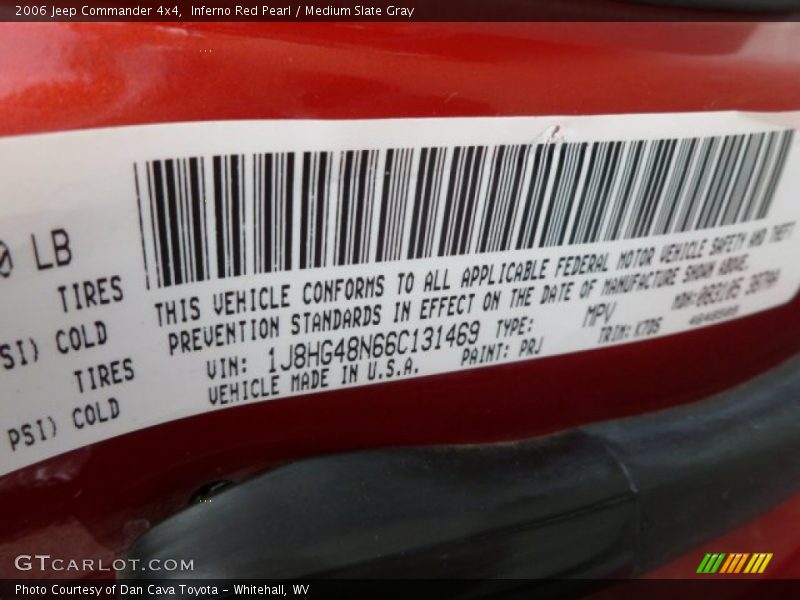 2006 Jeep Commander 4x4, Inferno Red Pearl / Medium Slate Gray
LB
TIRES
SI) COLD
TIRES
PSI) COLD
THIS VEHICLE CONFORMS TO ALL APPLICABLE FEDERAL MOTOR VEHICLE SAFETY AND THEFT
PREVENTION STANDARDS IN EFFECT ON THE DATE OF MANUFACTURE SHOWN ABOVE.
VIN: 1J8HG48N66C131469 TYPE: MPV MDH:083105
VEHICLE MADE IN U.S.A. PAINT: PRJ TRIM: K7D5
GTCARLOT.COM
Photo Courtesy of Dan Cava Toyota - Whitehall, WV